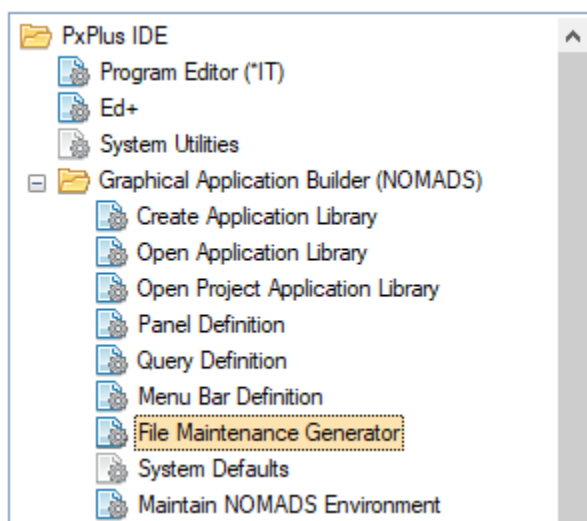 PxPlus IDE
Program Editor (*IT)
Ed+
System Utilities
Graphical Application Builder (NOMADS)
Create Application Library
Open Application Library
Open Project Application Library
Panel Definition
Query Definition
Menu Bar Definition
File Maintenance Generator
System Defaults
Maintain NOMADS Environment